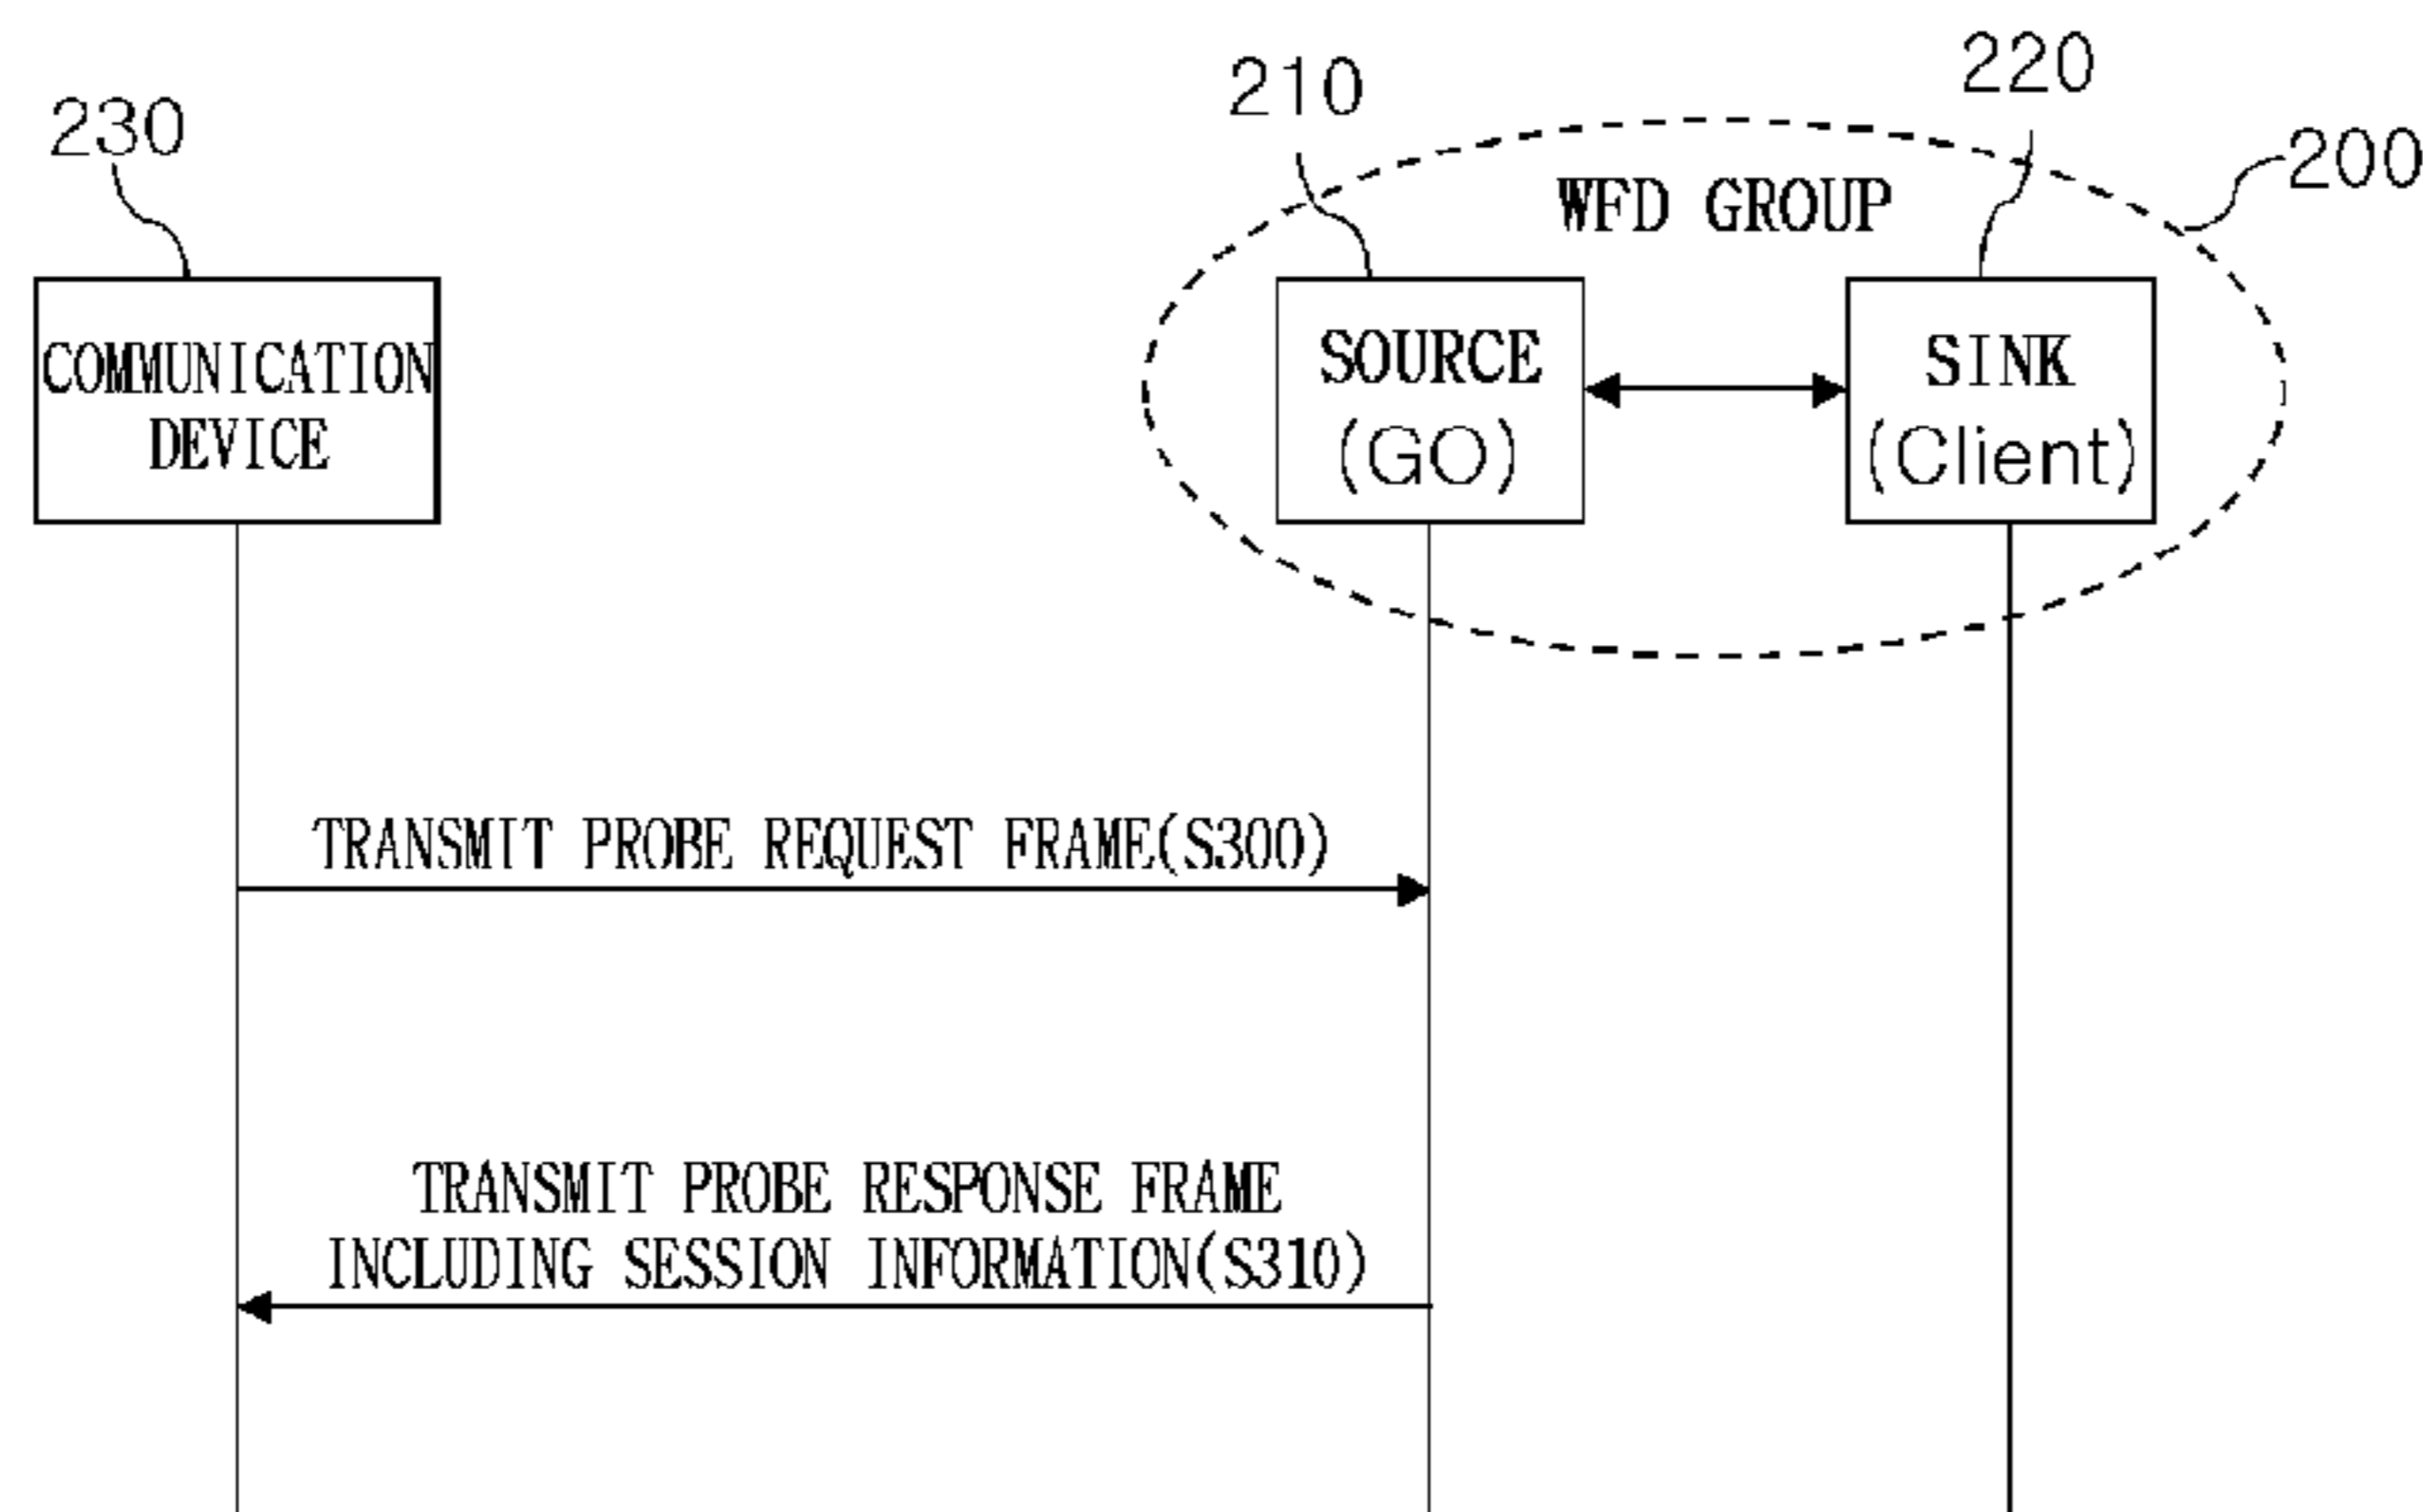 230
210
220
200
WFD GROUP
COMMUNICATION
DEVICE
SOURCE
(GO)
SINK
(Client)
TRANSMIT PROBE REQUEST FRAME(S300)
TRANSMIT PROBE RESPONSE FRAME
INCLUDING SESSION INFORMATION(S310)